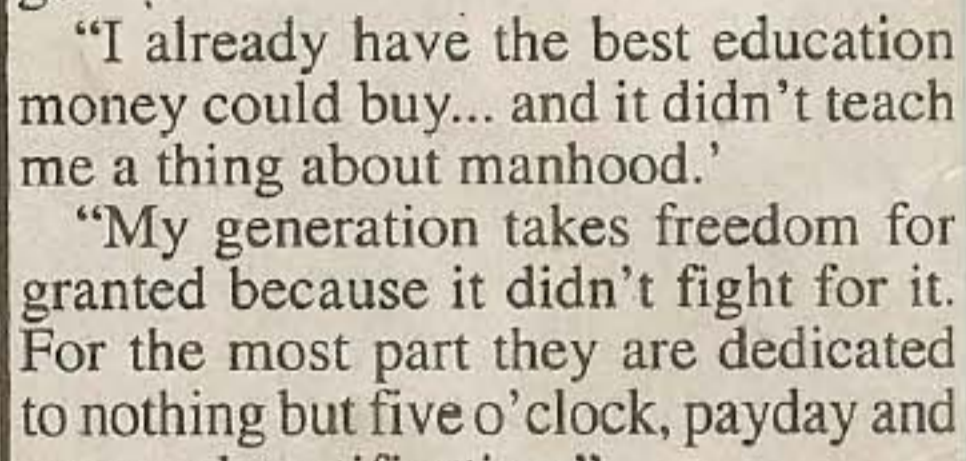 “I already have the best education
money could buy... and it didn’t teach
me a thing about manhood.’
“My generation takes freedom for
granted because it didn’t fight for it.
For the most part they are dedicated
to nothing but five o’clock, payday and